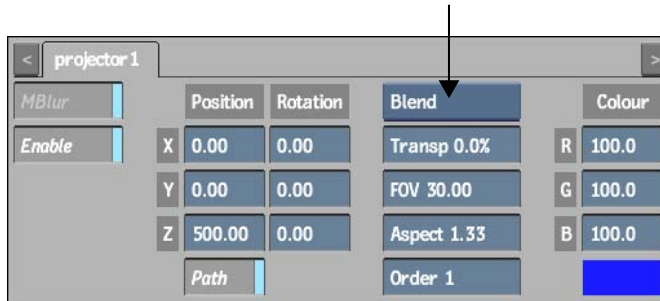 < projector1 >
MBlur Position Rotation Blend Colour
Enable X 0.00 0.00 Transp 0.0% R 100.0
Y 0.00 0.00 FOV 30.00 G 100.0
Z 500.00 0.00 Aspect 1.33 B 100.0
Path Order 1